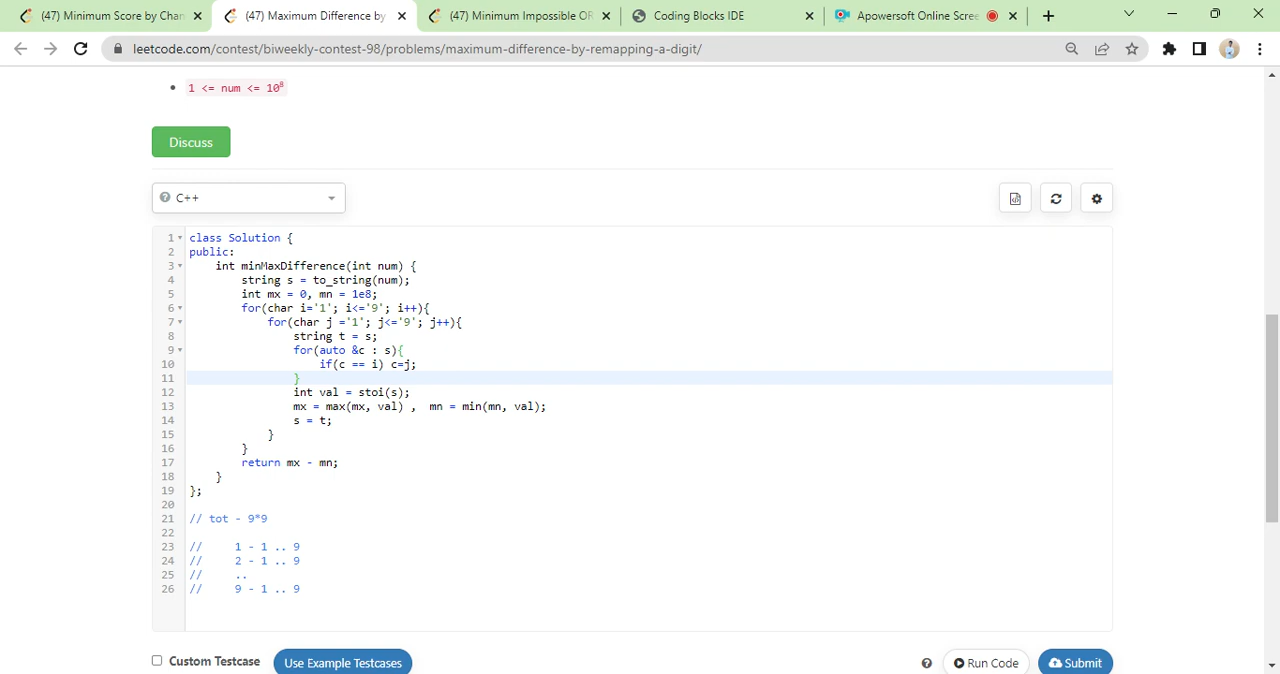 (47) Minimum Score by Chan
(47) Maximum Difference by
(47) Minimum Impossible OR
Coding Blocks IDE
Apowersoft Online Scree
leetcode.com/contest/biweekly-contest-98/problems/maximum-difference-by-remapping-a-digit/
1 <= num <= 10⁸
Discuss
C++
1 class Solution {
2 public:
3 int minMaxDifference(int num) {
4 string s = to_string(num);
5 int mx = 0, mn = 1e8;
6 for(char i='1'; i<='9'; i++){
7 for(char j ='1'; j<='9'; j++){
8 string t = s;
9 for(auto &c : s){
10 if(c == i) c=j;
11 }
12 int val = stoi(s);
13 mx = max(mx, val) , mn = min(mn, val);
14 s = t;
15 }
16 }
17 return mx - mn;
18 }
19 };
20
21 // tot - 9*9
22
23 // 1 - 1 .. 9
24 // 2 - 1 .. 9
25 // ..
26 // 9 - 1 .. 9
Custom Testcase
Use Example Testcases
Run Code
Submit